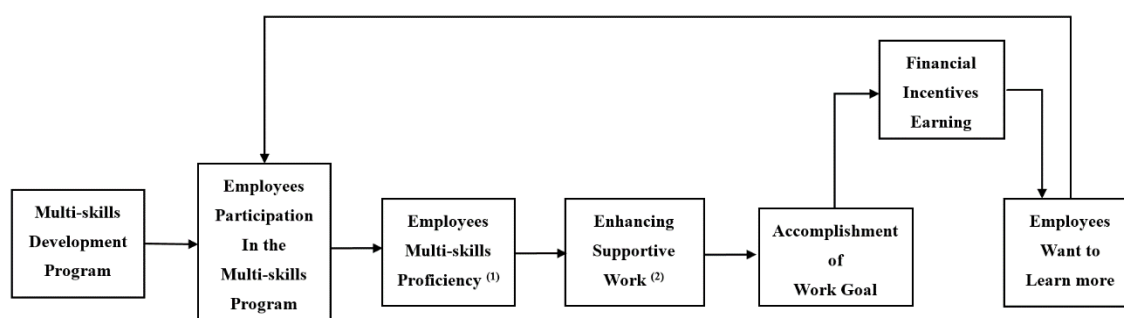 Multi-skills
Development
Program
Employees
Participation
In the
Multi-skills
Program
Employees
Multi-skills
Proficiency (1)
Enhancing
Supportive
Work (2)
Accomplishment
of
Work Goal
Financial
Incentives
Earning
Employees
Want to
Learn more